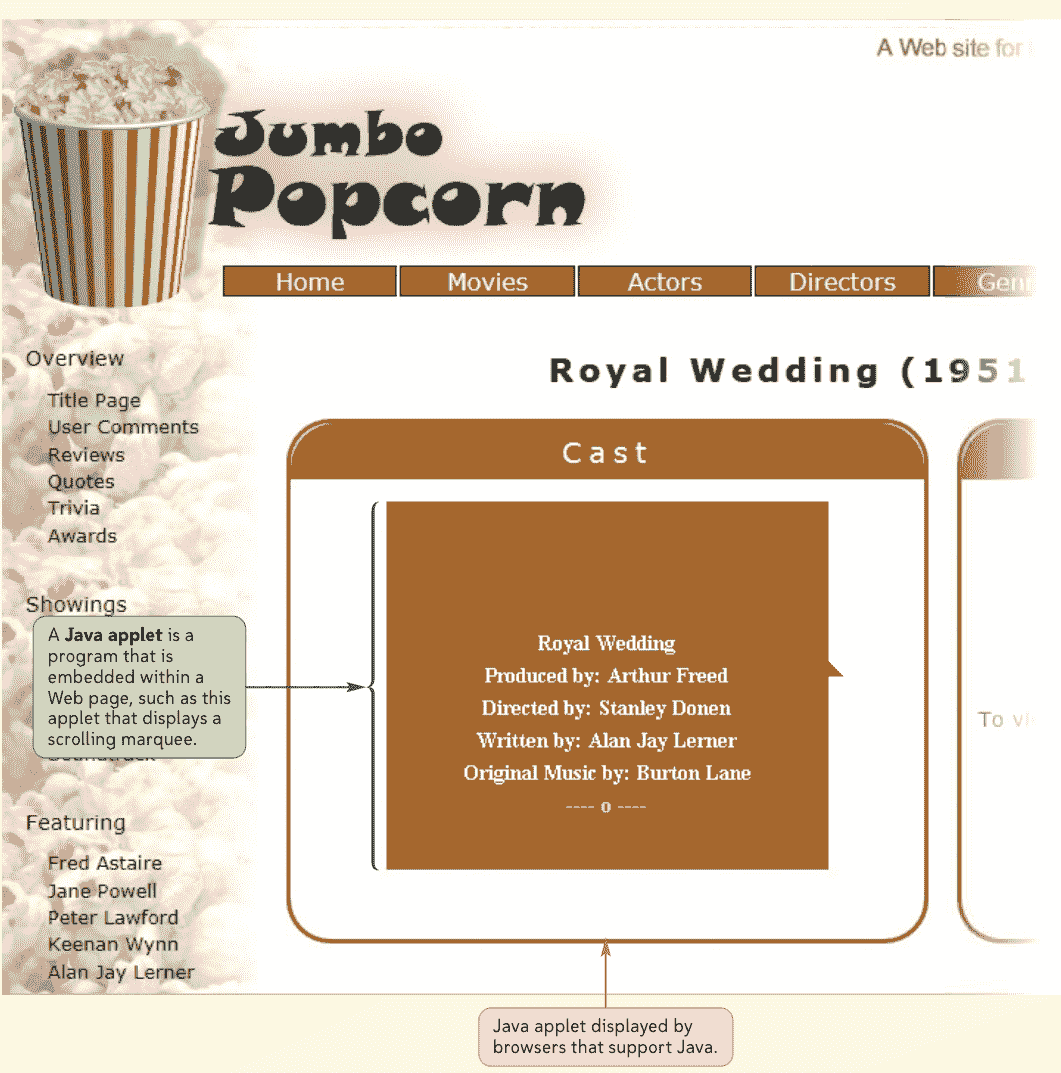 A Web site for
Jumbo
Popcorn
Home Movies Actors Directors
Royal Wedding (1951
Overview
Title Page
User Comments
Reviews
Quotes
Trivia
Awards
Showings
A Java applet is a
program that is
embedded within a
Web page, such as this
applet that displays a
scrolling marquee.
Featuring
Fred Astaire
Jane Powell
Peter Lawford
Keenan Wynn
Alan Jay Lerner
Cast
Royal Wedding
Produced by: Arthur Freed
Directed by: Stanley Donen
Written by: Alan Jay Lerner
Original Music by: Burton Lane
---- o ----
To
Java applet displayed by
browsers that support Java.